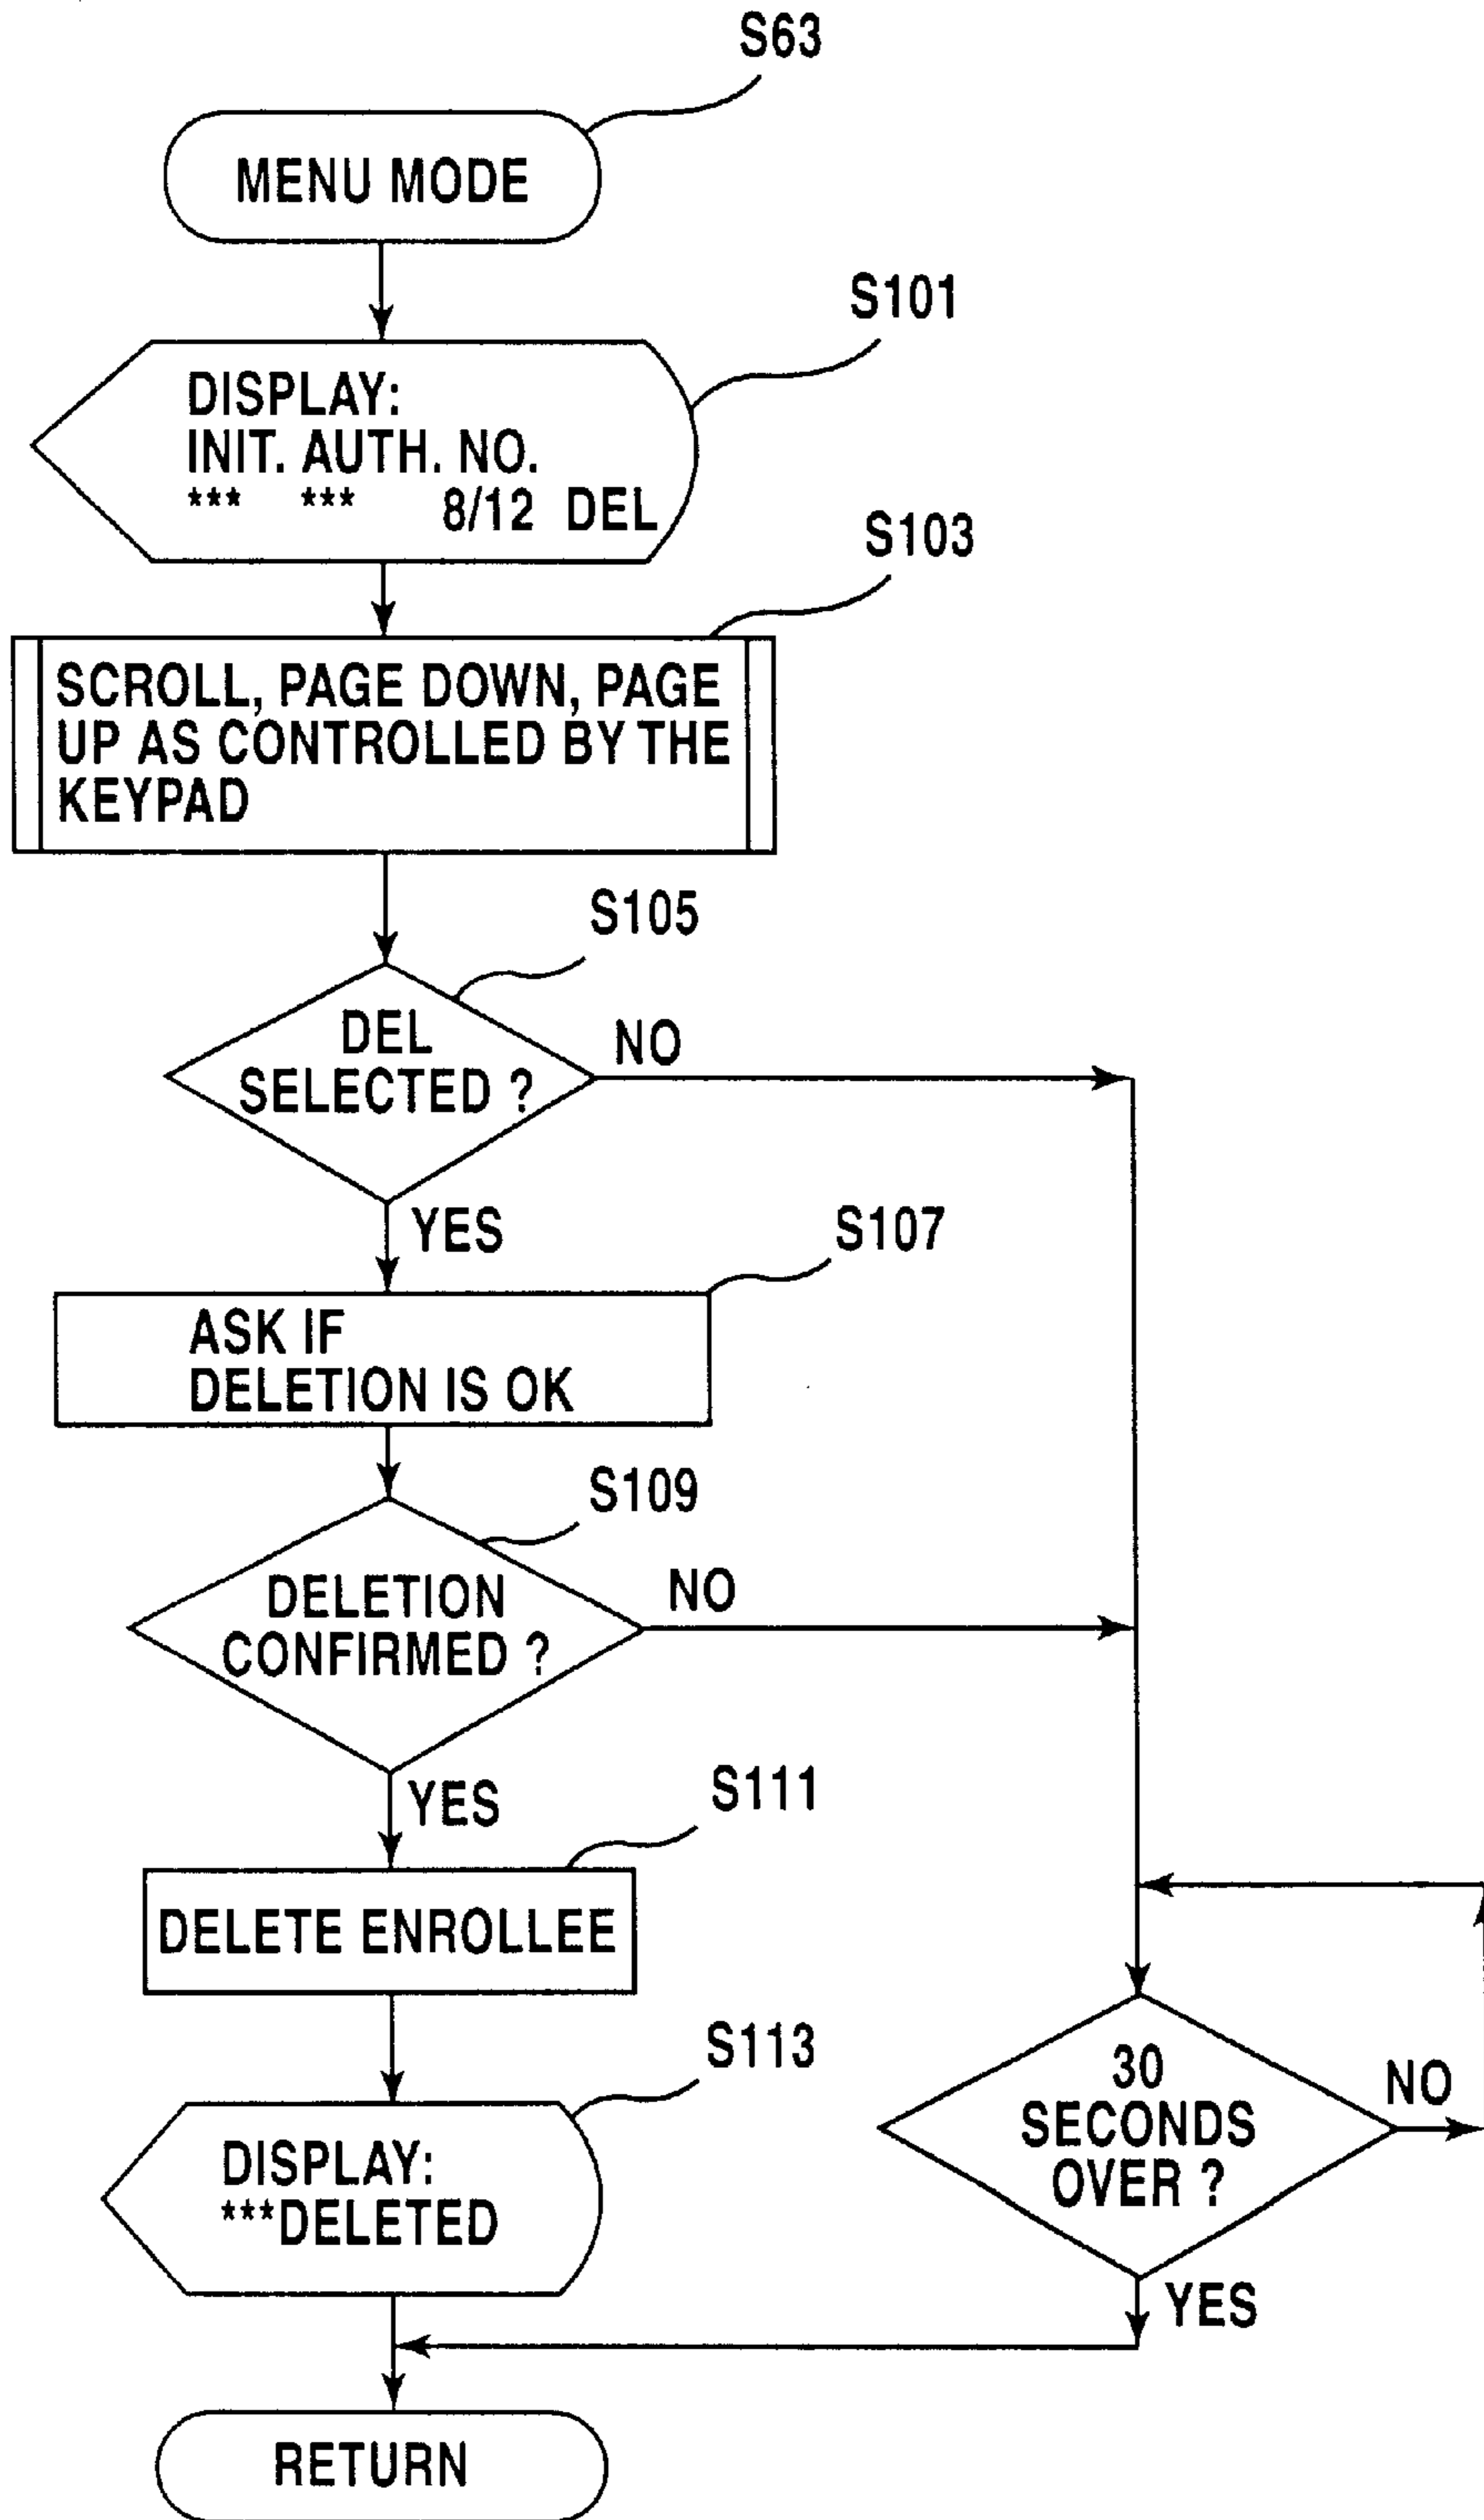 S63
MENU MODE
S101
DISPLAY:
INIT. AUTH. NO.
*** *** 8/12 DEL
S103
SCROLL, PAGE DOWN, PAGE
UP AS CONTROLLED BY THE
KEYPAD
S105
DEL
SELECTED ?
NO
YES
S107
ASK IF
DELETION IS OK
S109
DELETION
CONFIRMED ?
NO
YES
S111
DELETE ENROLLEE
S113
DISPLAY:
***DELETED
30
SECONDS
OVER ?
NO
YES
RETURN